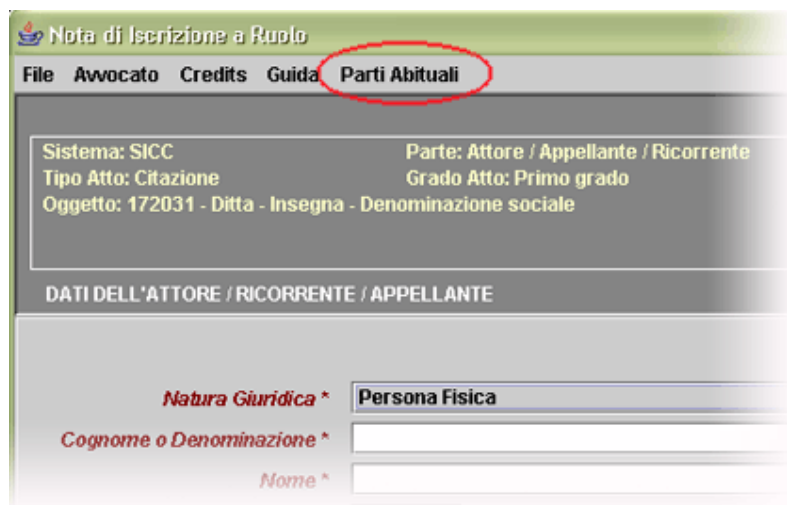 Nota di Iscrizione a Ruolo
File Avvocato Credits Guida Parti Abituali
Sistema: SICC Parte: Attore / Appellante / Ricorrente
Tipo Atto: Citazione Grado Atto: Primo grado
Oggetto: 172031 - Ditta - Insegna - Denominazione sociale
DATI DELL'ATTORE / RICORRENTE / APPELLANTE
Natura Giuridica * Persona Fisica
Cognome o Denominazione *
Nome *